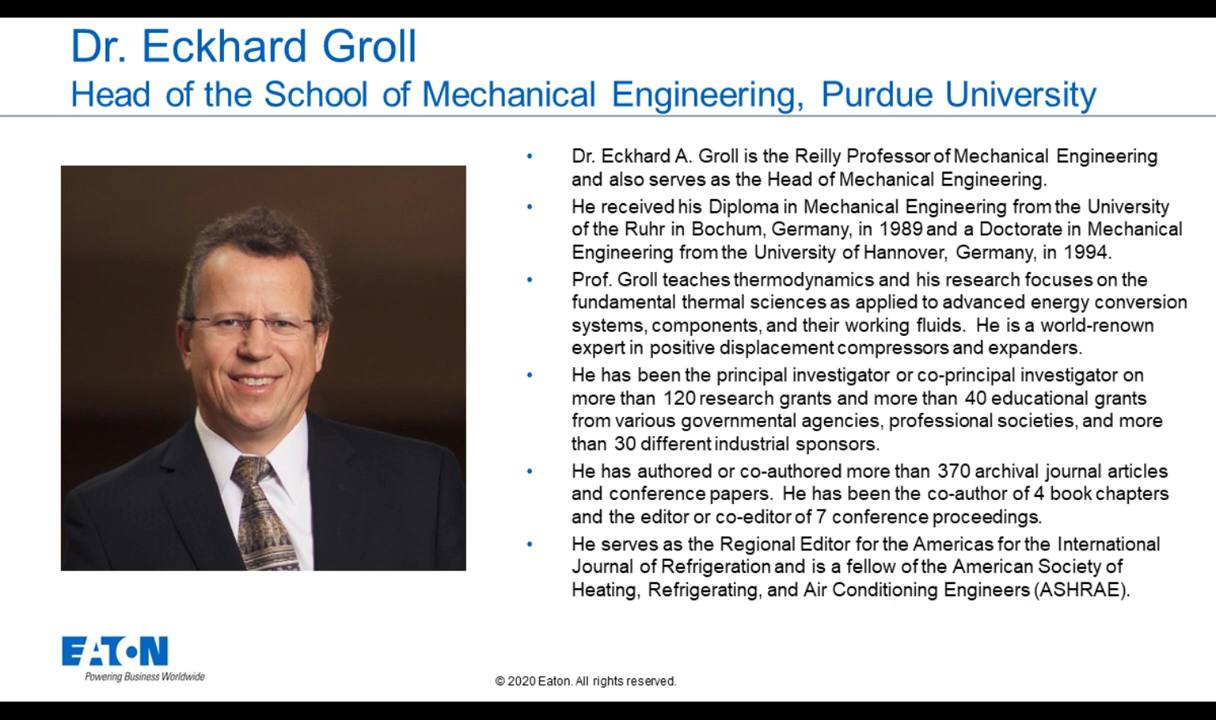 Dr. Eckhard Groll
Head of the School of Mechanical Engineering, Purdue University
• Dr. Eckhard A. Groll is the Reilly Professor of Mechanical Engineering
and also serves as the Head of Mechanical Engineering.
• He received his Diploma in Mechanical Engineering from the University
of the Ruhr in Bochum, Germany, in 1989 and a Doctorate in Mechanical
Engineering from the University of Hannover, Germany, in 1994.
• Prof. Groll teaches thermodynamics and his research focuses on the
fundamental thermal sciences as applied to advanced energy conversion
systems, components, and their working fluids. He is a world-renown
expert in positive displacement compressors and expanders.
• He has been the principal investigator or co-principal investigator on
more than 120 research grants and more than 40 educational grants
from various governmental agencies, professional societies, and more
than 30 different industrial sponsors.
• He has authored or co-authored more than 370 archival journal articles
and conference papers. He has been the co-author of 4 book chapters
and the editor or co-editor of 7 conference proceedings.
• He serves as the Regional Editor for the Americas for the International
Journal of Refrigeration and is a fellow of the American Society of
Heating, Refrigerating, and Air Conditioning Engineers (ASHRAE).
EATON
Powering Business Worldwide
© 2020 Eaton. All rights reserved.